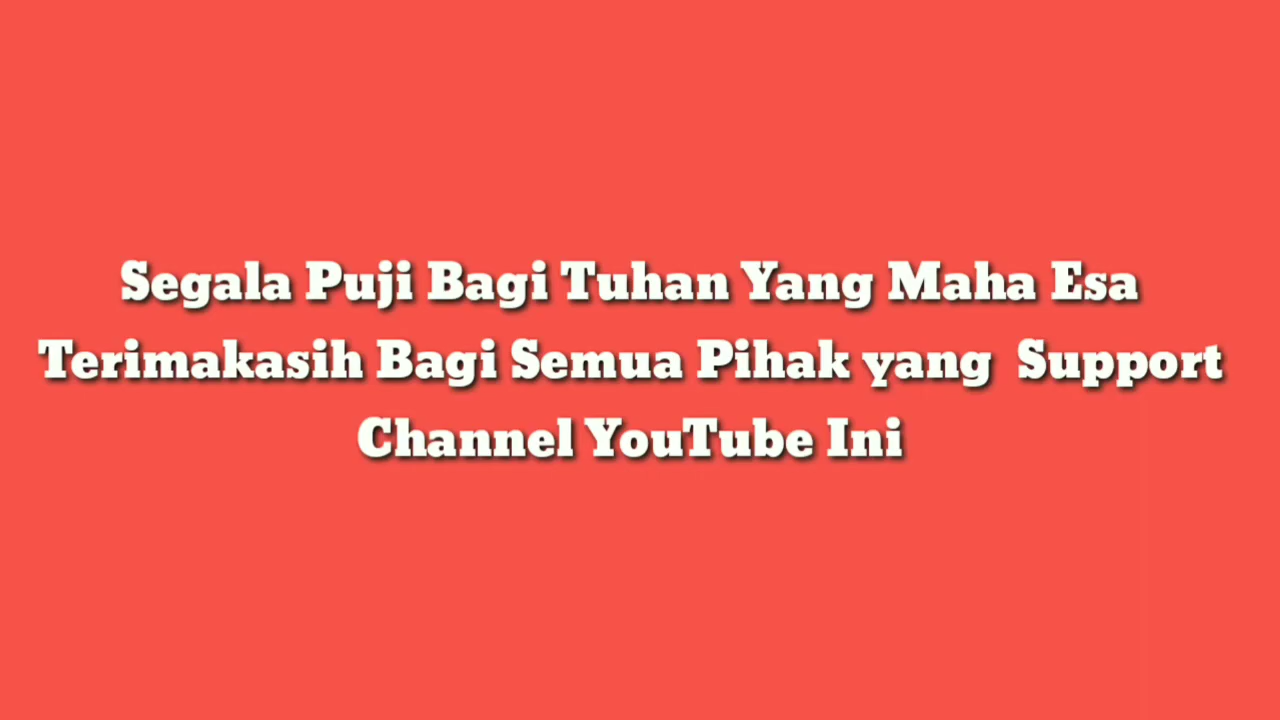 Segala Puji Bagi Tuhan Yang Maha Esa
Terimakasih Bagi Semua Pihak yang  Support
Channel YouTube Ini